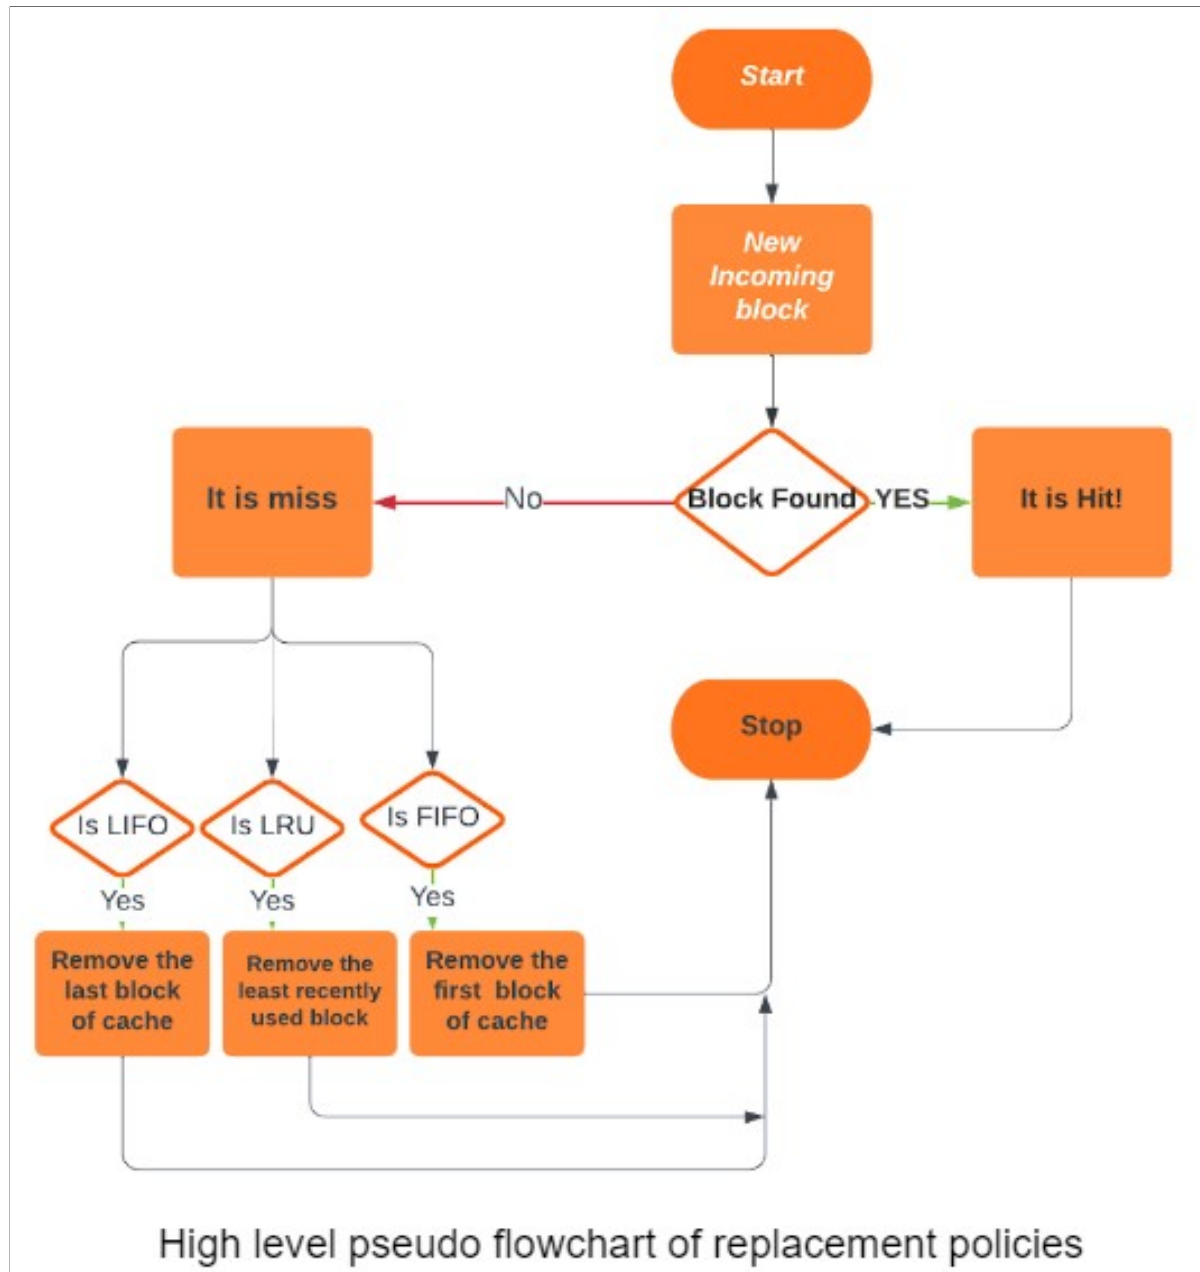 Start
New
Incoming
block
It is miss
No
Block Found
YES
It is Hit!
Stop
Is LIFO
Is LRU
Is FIFO
Yes
Yes
Yes
Remove the
last block
of cache
Remove the
least recently
used block
Remove the
first block
of cache
High level pseudo flowchart of replacement policies